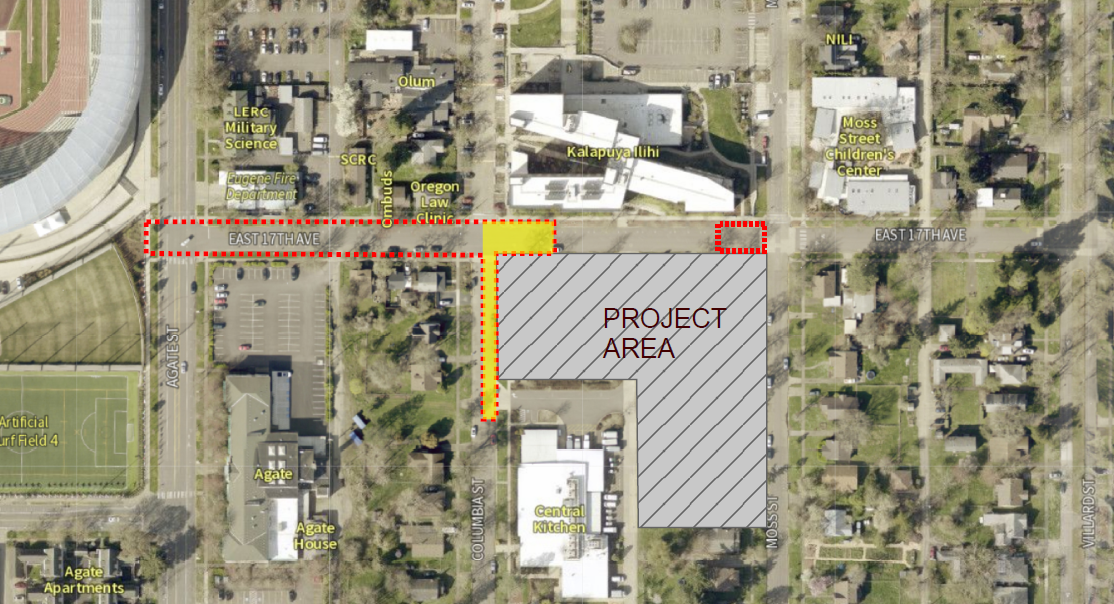 NILI
Olum
LERC
Military
Science
Moss
Street
Children's
Center
SCRC
Kalapuya Ilihi
Eugene Fire
Department
Ombuds
Oregon
Law
Clinic
EAST 17TH AVE
EAST 17TH AVE
PROJECT
AREA
AGATE ST
Artificial
urf Field 4
Agate
COLUMBIA ST
Central
Kitchen
MOSS ST
VILLARD ST
Agate
House
Agate
Apartments